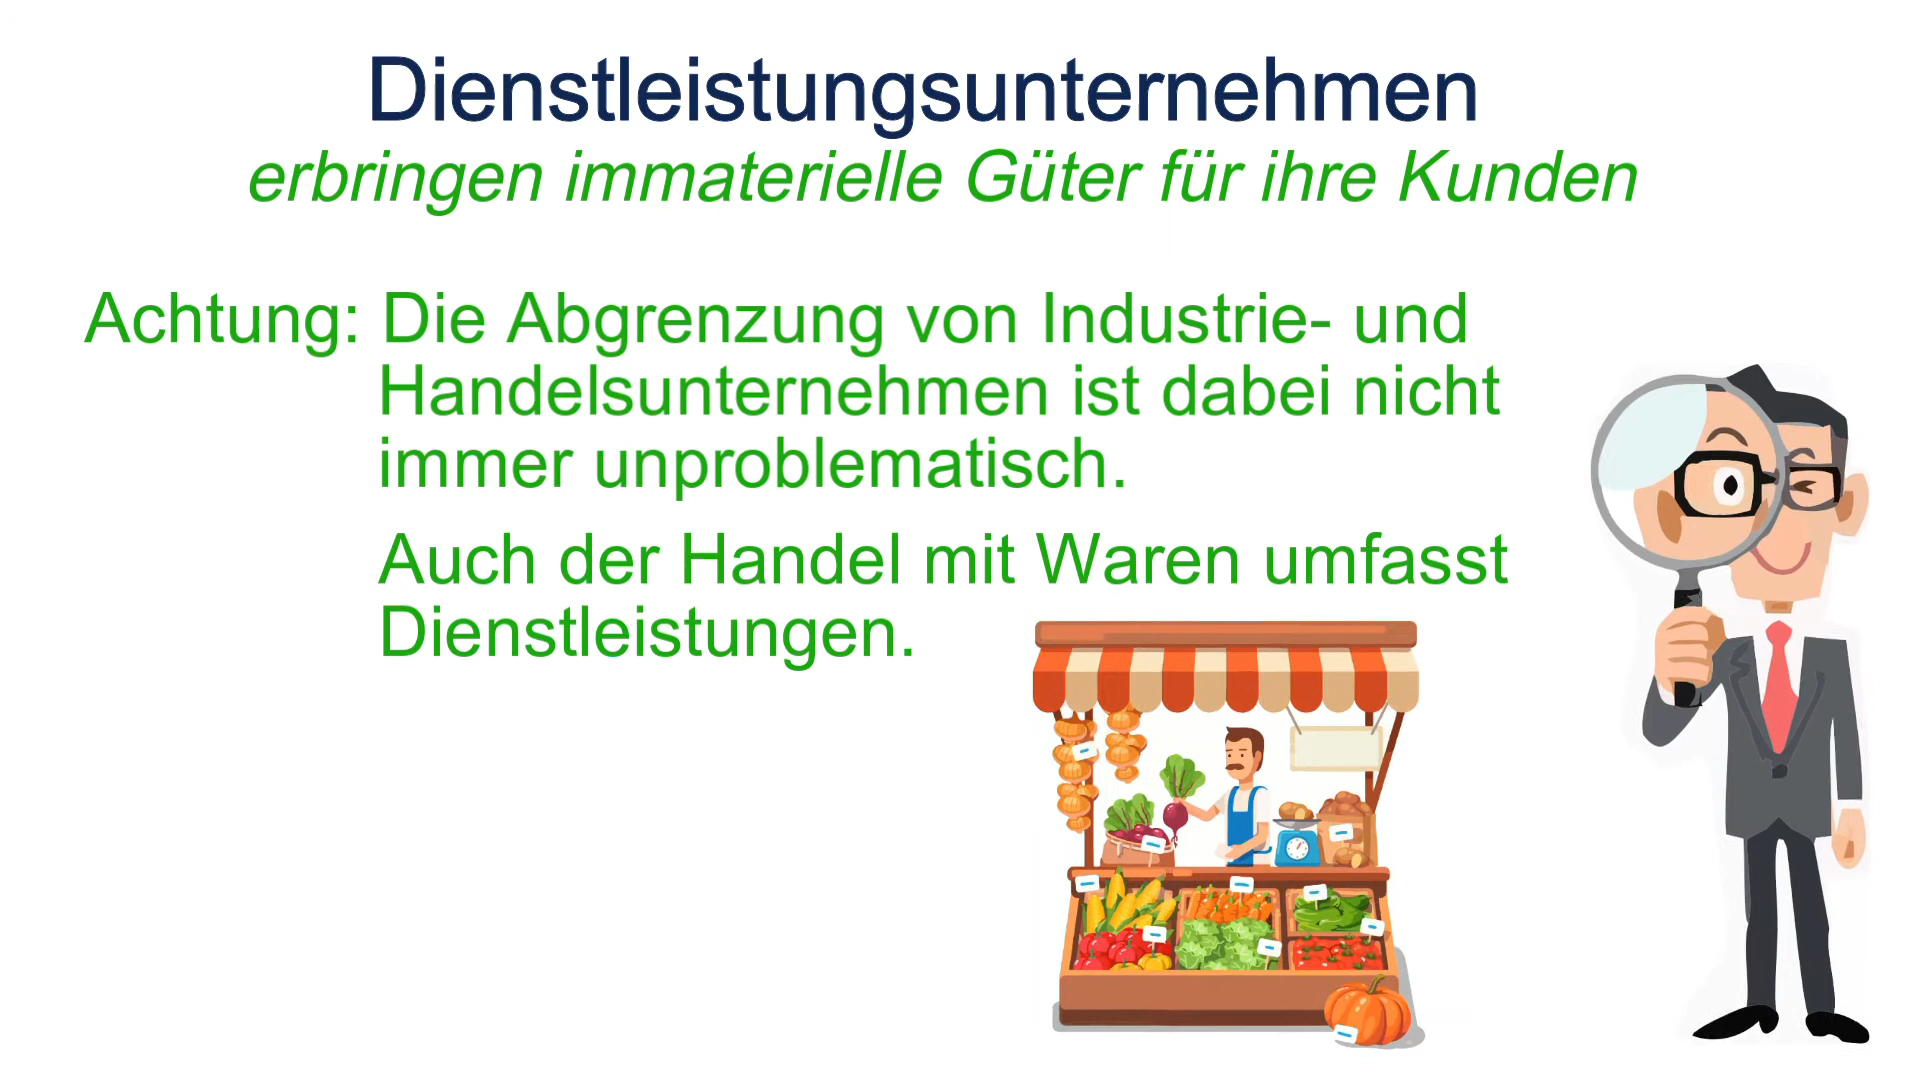 Dienstleistungsunternehmen
erbringen immaterielle Güter für ihre Kunden
Achtung: Die Abgrenzung von Industrie- und
Handelsunternehmen ist dabei nicht
immer unproblematisch.
Auch der Handel mit Waren umfasst
Dienstleistungen.